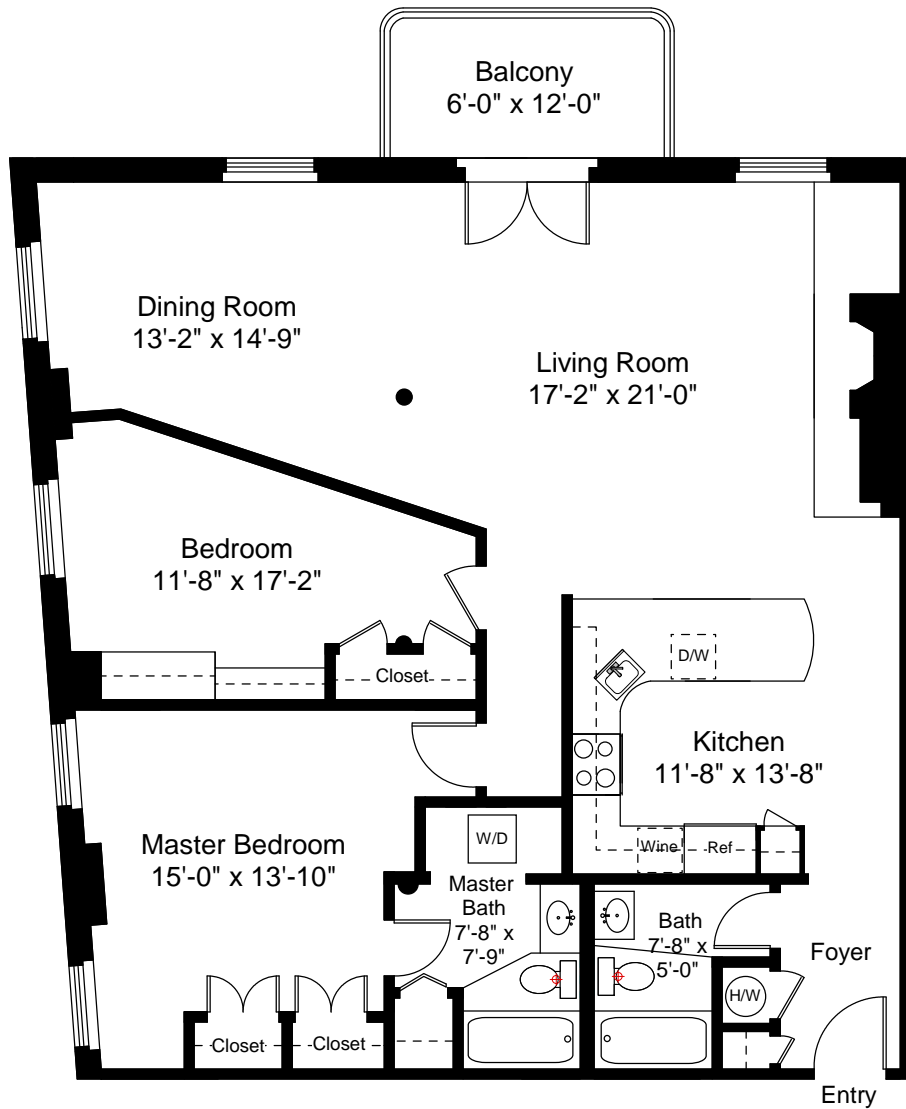 Balcony
6'-0" x 12'-0"
Dining Room
13'-2" x 14'-9"
Living Room
17'-2" x 21'-0"
Bedroom
11'-8" x 17'-2"
Closet
D/W
Kitchen
11'-8" x 13'-8"
Wine
Ref
W/D
Master Bedroom
15'-0" x 13'-10"
Master
Bath
7'-8" x
7'-9"
Bath
7'-8" x
5'-0"
Foyer
H/W
Closet
Closet
Entry